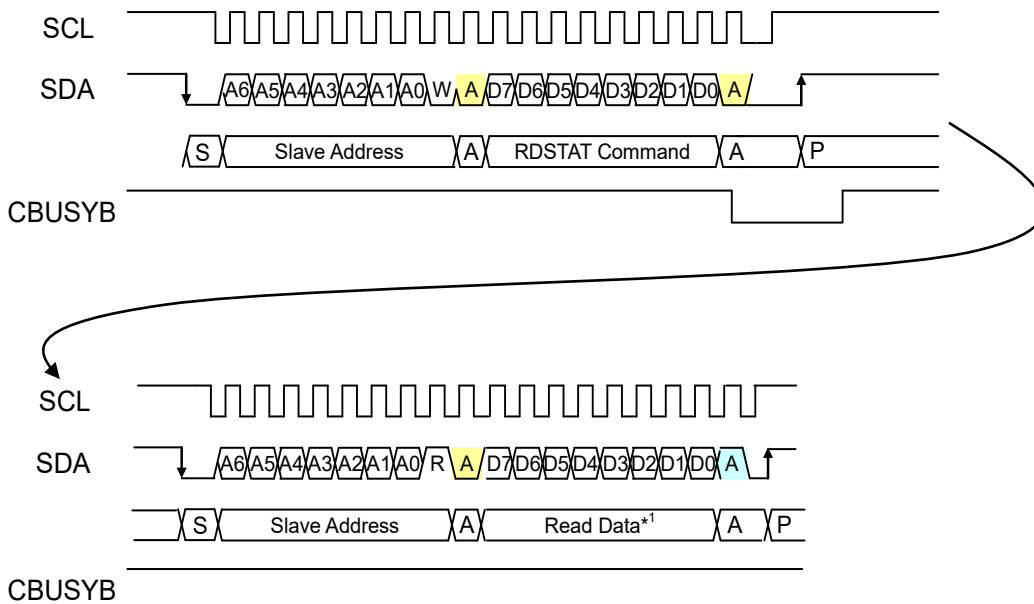 SCL
SDA
A6 A5 A4 A3 A2 A1 A0 W A D7 D6 D5 D4 D3 D2 D1 D0 A
S Slave Address A RDSTAT Command A P
CBUSYB
SCL
SDA
A6 A5 A4 A3 A2 A1 A0 R A D7 D6 D5 D4 D3 D2 D1 D0 A
S Slave Address A Read Data*1 A P
CBUSYB